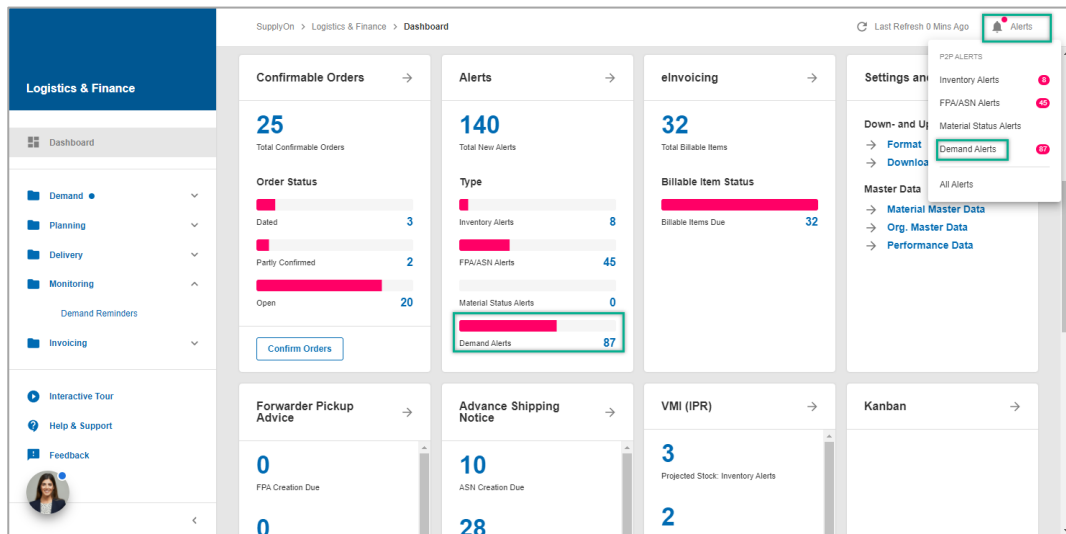 SupplyOn > Logistics & Finance > Dashboard
Last Refresh 0 Mins Ago
Alerts
Logistics & Finance
Dashboard
Demand
Planning
Delivery
Monitoring
Demand Reminders
Invoicing
Interactive Tour
Help & Support
Feedback
Confirmable Orders
25
Total Confirmable Orders
Order Status
Dated 3
Partly Confirmed 2
Open 20
Confirm Orders
Alerts
140
Total New Alerts
Type
Inventory Alerts 8
FPA/ASN Alerts 45
Material Status Alerts 0
Demand Alerts 87
eInvoicing
32
Total Billable Items
Billable Item Status
Billable Items Due 32
Settings an
Down- and Up
Format
Downloa
Master Data
Material Master Data
Org. Master Data
Performance Data
P2P ALERTS
Inventory Alerts 8
FPA/ASN Alerts 45
Material Status Alerts
Demand Alerts 87
All Alerts
Forwarder Pickup
Advice
0
FPA Creation Due
0
Advance Shipping
Notice
10
ASN Creation Due
28
VMI (IPR)
3
Projected Stock: Inventory Alerts
2
Kanban